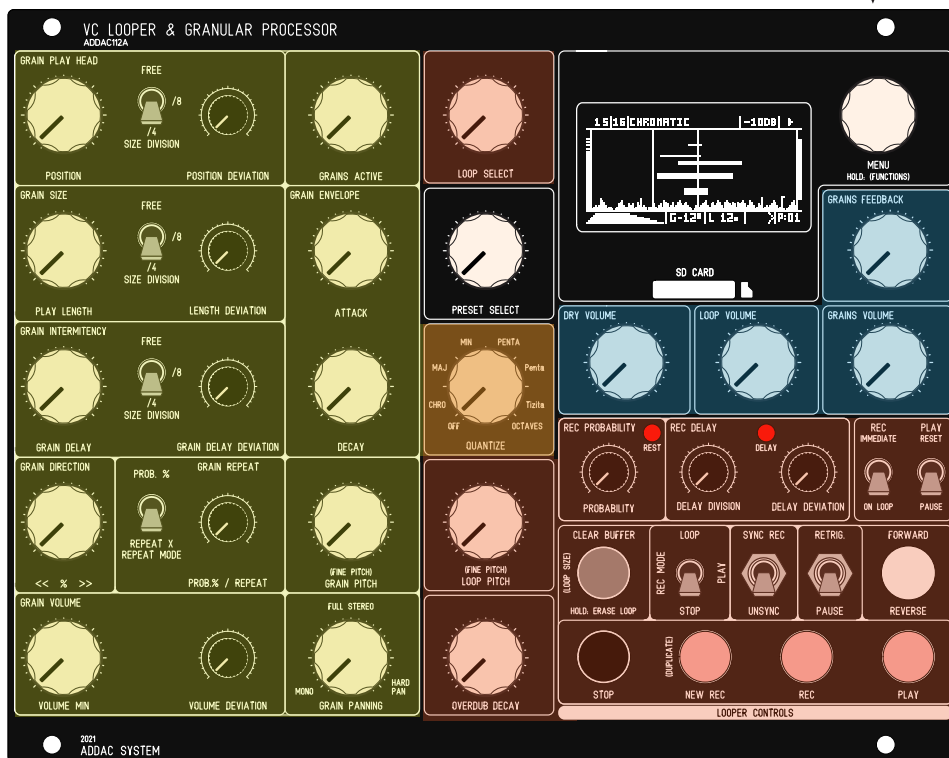 VC LOOPER & GRANULAR PROCESSOR
ADDAC112A
GRAIN PLAY HEAD
FREE
/8
/4
SIZE DIVISION
POSITION
POSITION DEVIATION
GRAINS ACTIVE
LOOP SELECT
15|16|CHROMATIC |-10DB|
G-12 |L 12 P:01
SD CARD
MENU
HOLD: (FUNCTIONS)
GRAIN SIZE
FREE
/8
/4
SIZE DIVISION
PLAY LENGTH
LENGTH DEVIATION
GRAIN ENVELOPE
ATTACK
PRESET SELECT
GRAINS FEEDBACK
GRAIN INTERMITENCY
FREE
/8
/4
SIZE DIVISION
GRAIN DELAY
GRAIN DELAY DEVIATION
DECAY
MIN
PENTA
MAJ
Penta
CHRO
Tizita
OFF
OCTAVES
QUANTIZE
DRY VOLUME
LOOP VOLUME
GRAINS VOLUME
REC PROBABILITY
REST
PROBABILITY
REC DELAY
DELAY
DELAY DIVISION
DELAY DEVIATION
REC
IMMEDIATE
ON LOOP
PLAY
RESET
PAUSE
GRAIN DIRECTION
<< % >>
PROB. %
GRAIN REPEAT
REPEAT X
REPEAT MODE
PROB.% / REPEAT
(FINE PITCH)
GRAIN PITCH
(FINE PITCH)
LOOP PITCH
CLEAR BUFFER
(LOOP SIZE)
HOLD: ERASE LOOP
LOOP
REC MODE
PLAY
STOP
SYNC REC
UNSYNC
RETRIG.
PAUSE
FORWARD
REVERSE
GRAIN VOLUME
VOLUME MIN
VOLUME DEVIATION
FULL STEREO
MONO
HARD
PAN
GRAIN PANNING
OVERDUB DECAY
STOP
(DUPLICATE)
NEW REC
REC
PLAY
LOOPER CONTROLS
2021
ADDAC SYSTEM